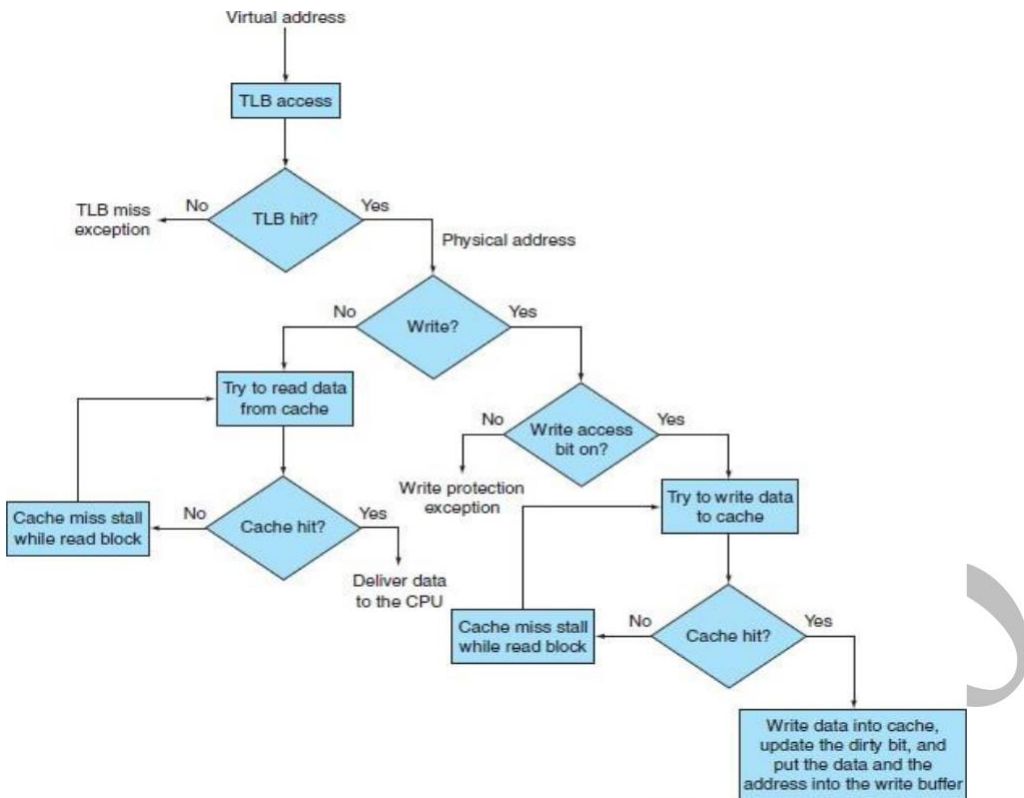 Virtual address
TLB access
TLB hit?
No
Yes
TLB miss
exception
Physical address
Write?
No
Yes
Try to read data
from cache
Write access
bit on?
No
Yes
Write protection
exception
Try to write data
to cache
Cache hit?
No
Yes
Cache miss stall
while read block
Deliver data
to the CPU
Cache hit?
No
Yes
Cache miss stall
while read block
Write data into cache,
update the dirty bit, and
put the data and the
address into the write buffer